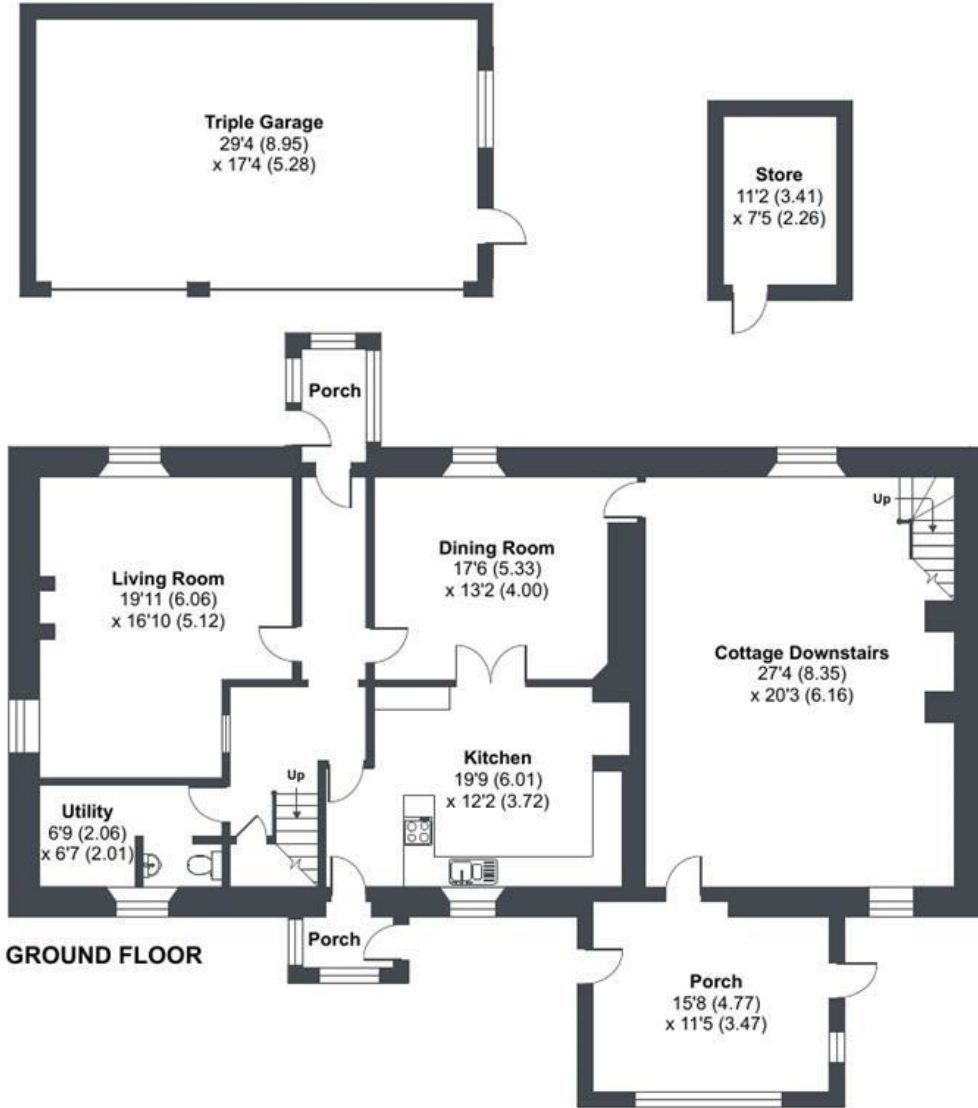 Triple Garage
29'4 (8.95)
x 17'4 (5.28)
Store
11'2 (3.41)
x 7'5 (2.26)
Porch
Up
Living Room
19'11 (6.06)
x 16'10 (5.12)
Dining Room
17'6 (5.33)
x 13'2 (4.00)
Cottage Downstairs
27'4 (8.35)
x 20'3 (6.16)
Kitchen
19'9 (6.01)
x 12'2 (3.72)
Up
Utility
6'9 (2.06)
x 6'7 (2.01)
Porch
GROUND FLOOR
Porch
15'8 (4.77)
x 11'5 (3.47)